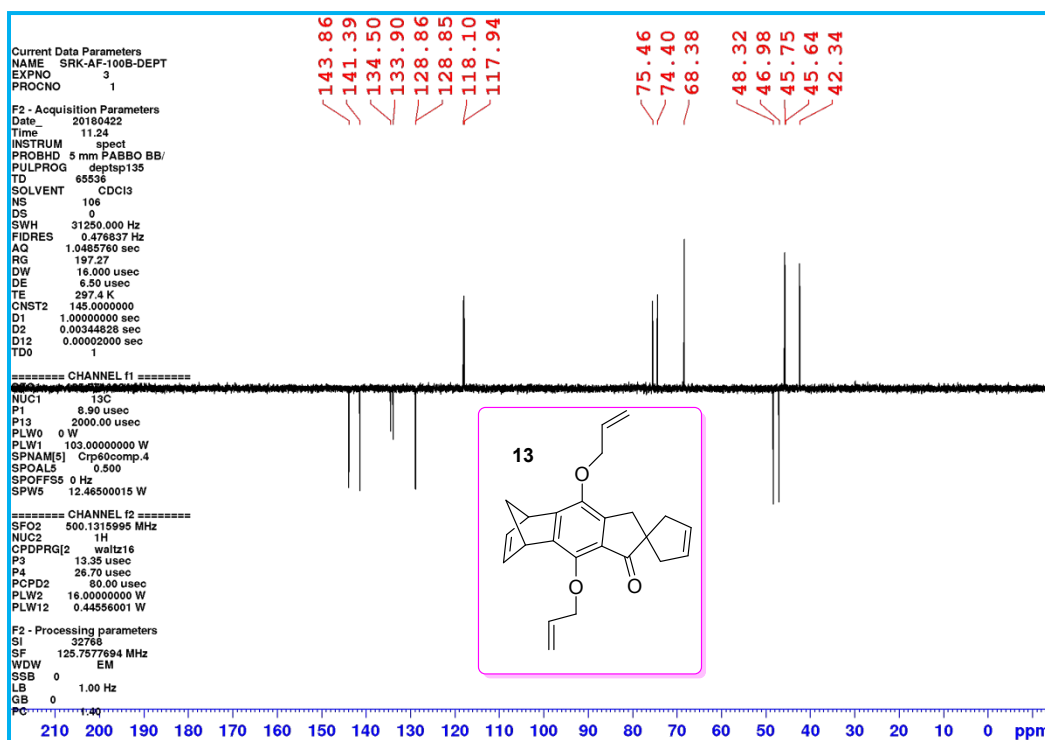 143.86
141.39
134.50
133.90
128.86
128.85
118.10
117.94
75.46
74.40
68.38
48.32
46.98
45.75
45.64
42.34
Current Data Parameters
NAME SRK-AF-100B-DEPT
EXPNO 3
PROCNO 1
F2 - Acquisition Parameters
Date_ 20180422
Time 11.24
INSTRUM spect
PROBHD 5 mm PABBO BB/
PULPROG deptsp135
TD 65536
SOLVENT CDCl3
NS 106
DS 0
SWH 31250.000 Hz
FIDRES 0.476837 Hz
AQ 1.0485760 sec
RG 197.27
DW 16.000 usec
DE 6.50 usec
TE 297.4 K
CNST2 145.0000000
D1 1.00000000 sec
D2 0.00344828 sec
D12 0.00002000 sec
TD0 1
======== CHANNEL f1 ========
NUC1 13C
P1 8.90 usec
P13 2000.00 usec
PLW0 0 W
PLW1 103.00000000 W
SPNAM[5] Crp60comp.4
SPOAL5 0.500
SPOFFS5 0 Hz
SPW5 12.46500015 W
======== CHANNEL f2 ========
SFO2 500.1315995 MHz
NUC2 1H
CPDPRG[2 waltz16
P3 13.35 usec
P4 26.70 usec
PCPD2 80.00 usec
PLW2 16.00000000 W
PLW12 0.44556001 W
F2 - Processing parameters
SI 32768
SF 125.7577694 MHz
WDW EM
SSB 0
LB 1.00 Hz
GB 0
PC 1.40
13
O
O
O
210 200 190 180 170 160 150 140 130 120 110 100 90 80 70 60 50 40 30 20 10 0 ppm